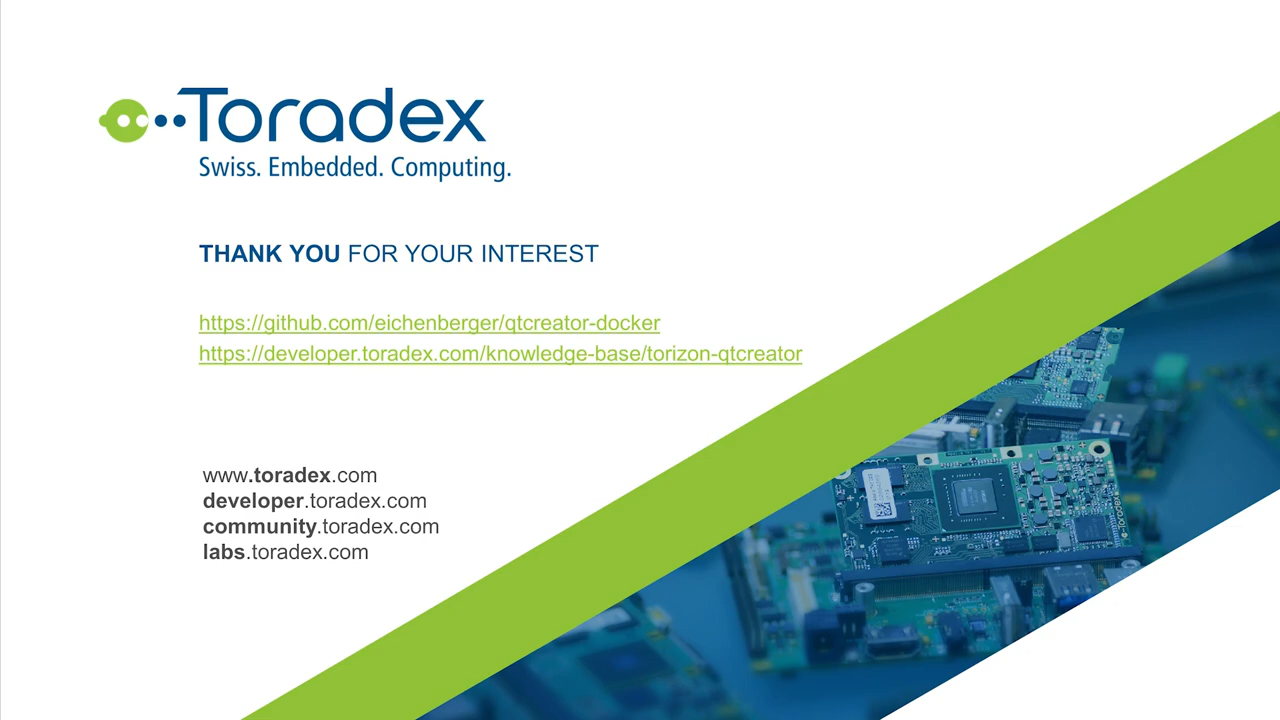 Toradex
Swiss. Embedded. Computing.
THANK YOU FOR YOUR INTEREST
https://github.com/eichenberger/qtcreator-docker
https://developer.toradex.com/knowledge-base/torizon-qtcreator
www.toradex.com
developer.toradex.com
community.toradex.com
labs.toradex.com
Toradex